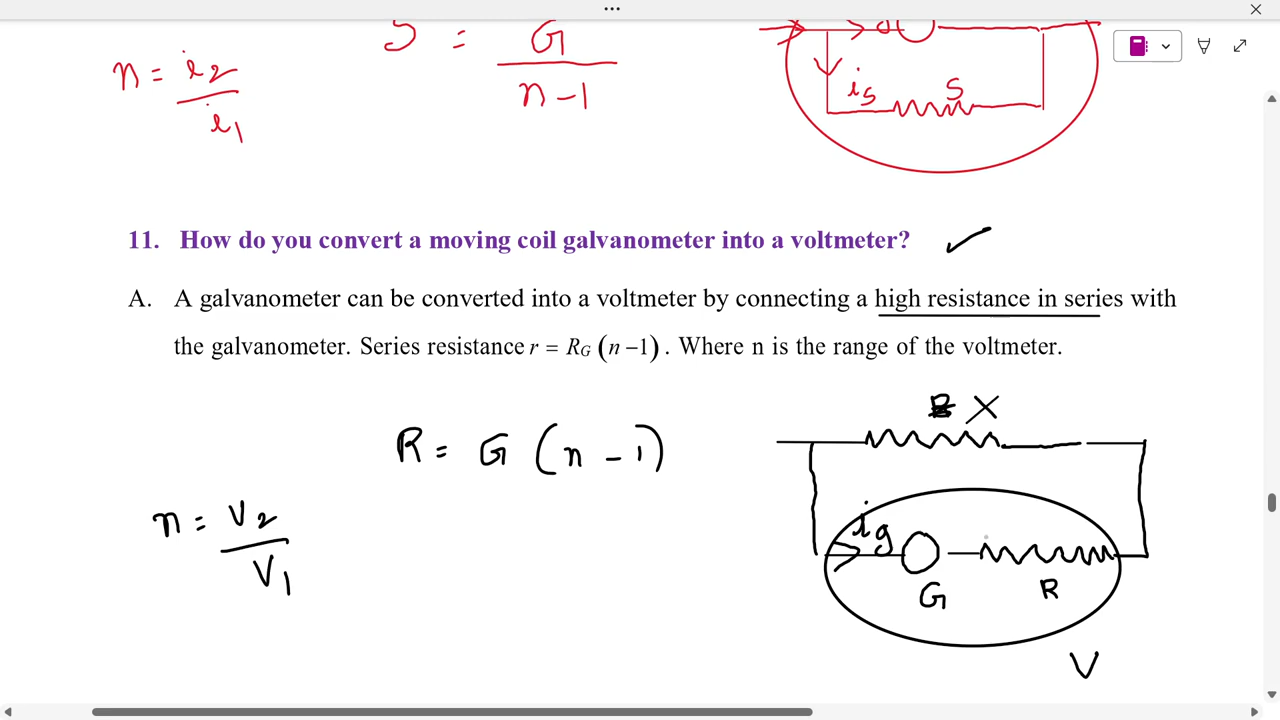 S = G / n-1
n = i2 / i1
is S
G
11. How do you convert a moving coil galvanometer into a voltmeter?
A. A galvanometer can be converted into a voltmeter by connecting a high resistance in series with
the galvanometer. Series resistance r = RG (n −1). Where n is the range of the voltmeter.
X
R = G (n - 1)
n = V2 / V1
ig
G R
V